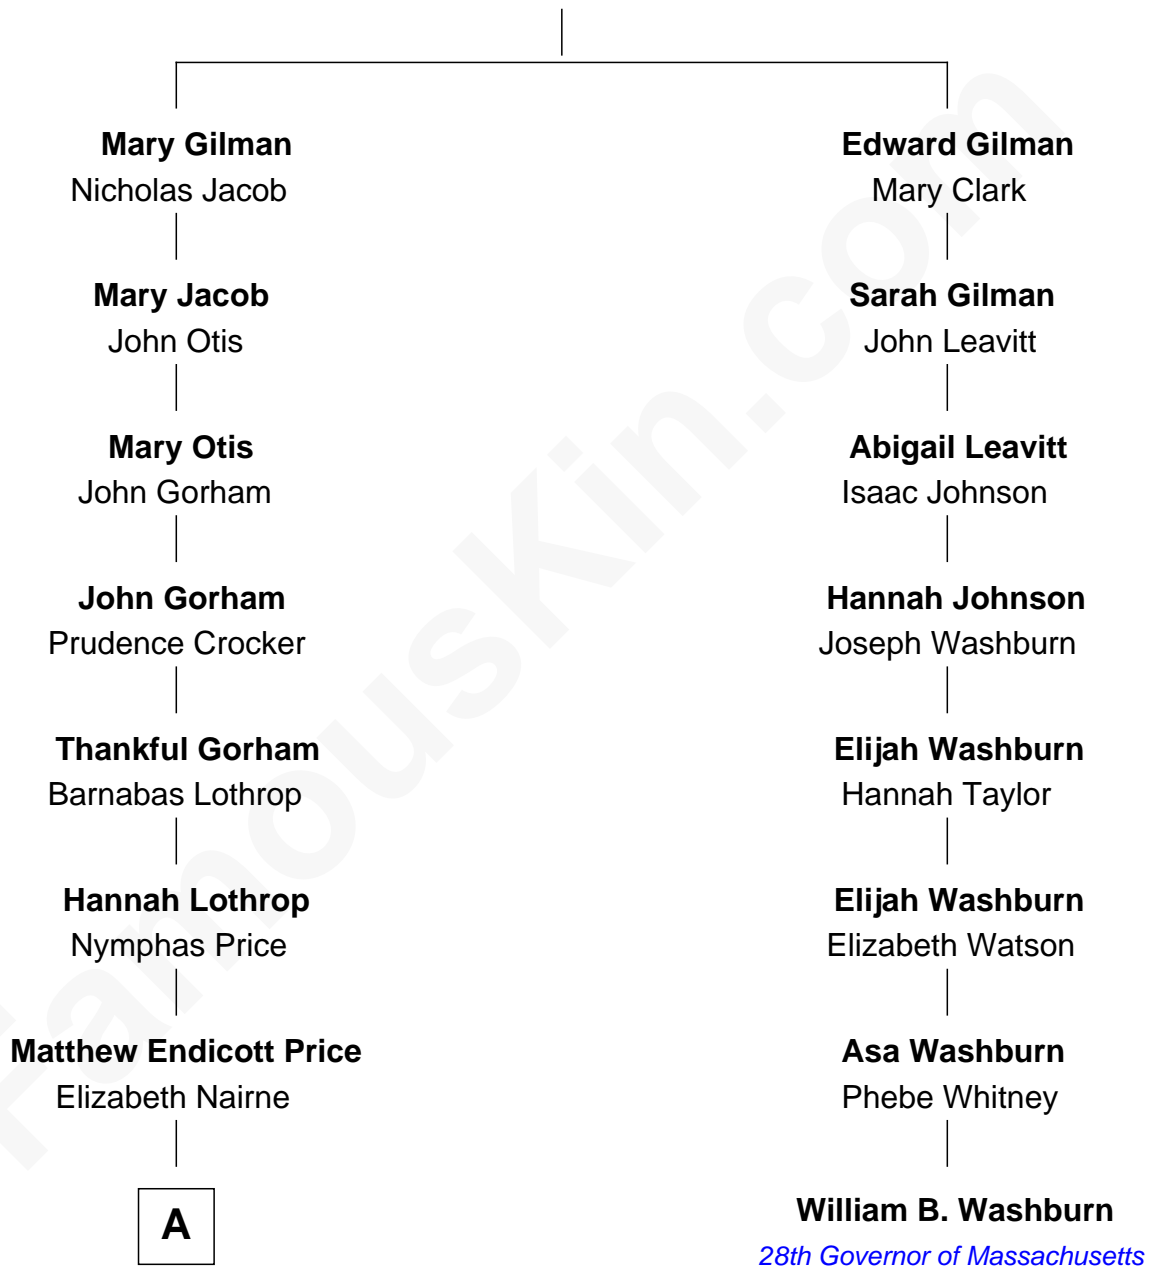 Mary Gilman
Nicholas Jacob
Mary Jacob
John Otis
Mary Otis
John Gorham
John Gorham
Prudence Crocker
Thankful Gorham
Barnabas Lothrop
Hannah Lothrop
Nymphas Price
Matthew Endicott Price
Elizabeth Nairne
A
Edward Gilman
Mary Clark
Sarah Gilman
John Leavitt
Abigail Leavitt
Isaac Johnson
Hannah Johnson
Joseph Washburn
Elijah Washburn
Hannah Taylor
Elijah Washburn
Elizabeth Watson
Asa Washburn
Phebe Whitney
William B. Washburn
28th Governor of Massachusetts
FamousKin.com